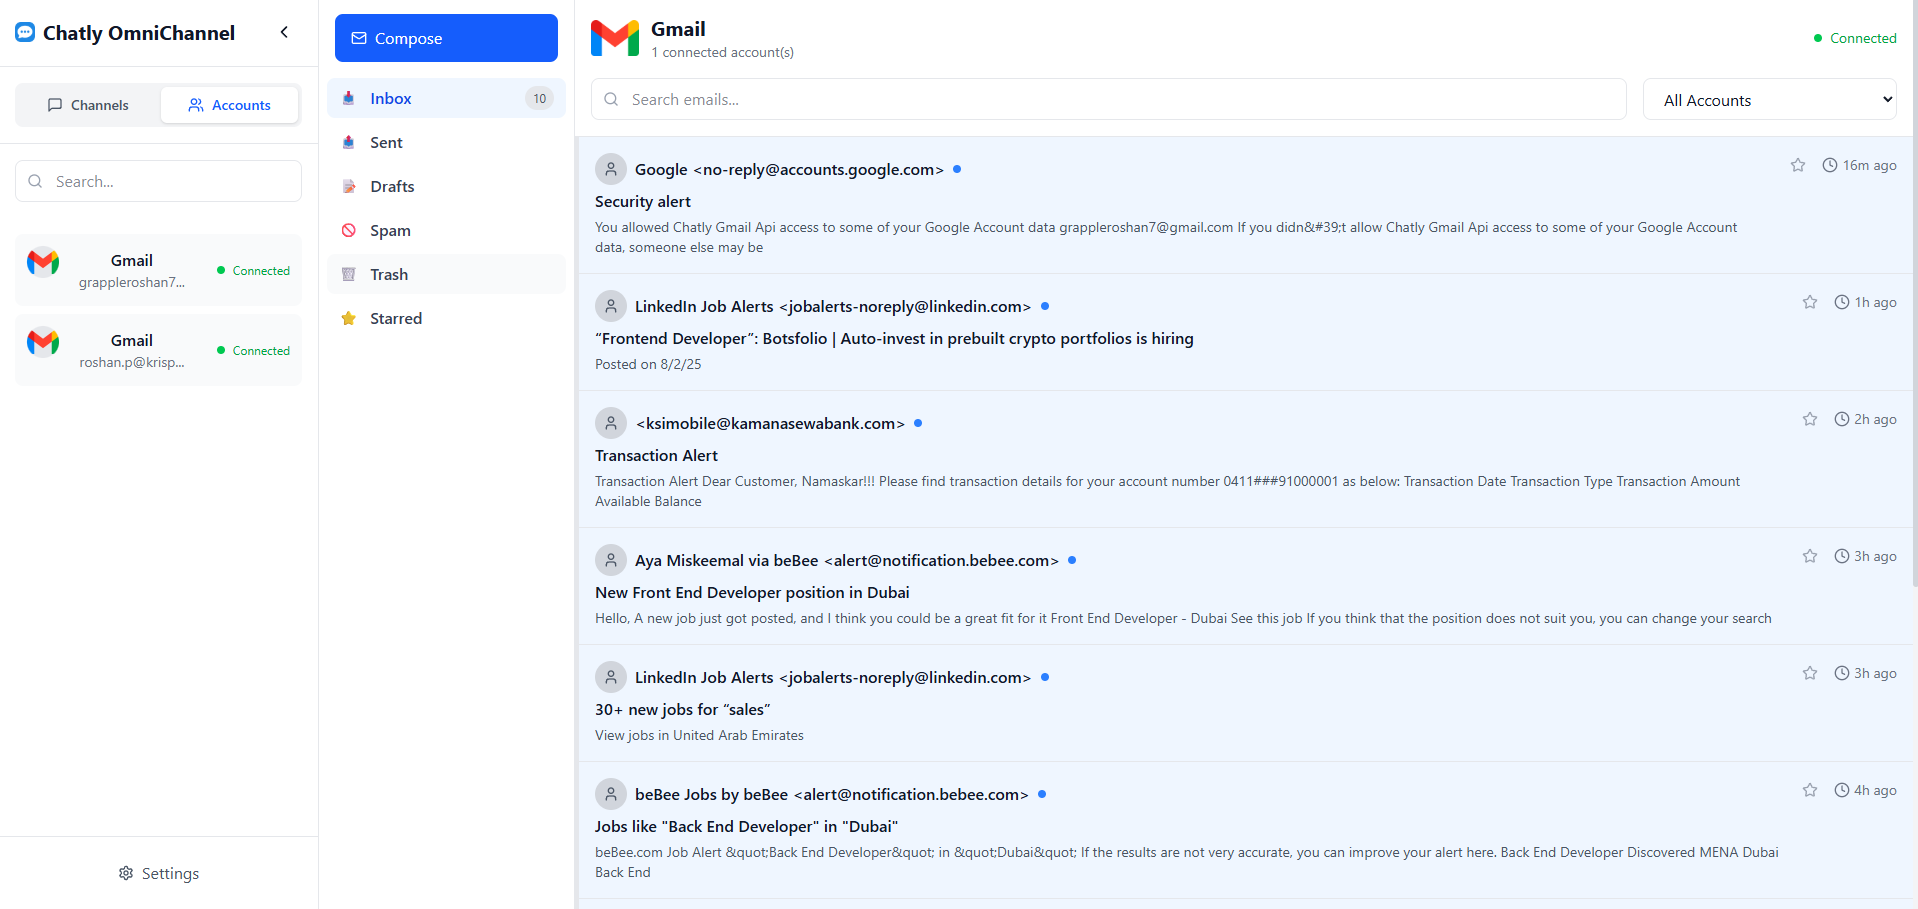 Chatly OmniChannel
Channels
Accounts
Search...
Gmail
grappleroshan7...
Connected
Gmail
roshan.p@krisp...
Connected
Settings
Compose
Inbox
10
Sent
Drafts
Spam
Trash
Starred
Gmail
1 connected account(s)
Connected
Search emails...
All Accounts
Google <no-reply@accounts.google.com>
16m ago
Security alert
You allowed Chatly Gmail Api access to some of your Google Account data grappleroshan7@gmail.com If you didn&#39;t allow Chatly Gmail Api access to some of your Google Account
data, someone else may be
LinkedIn Job Alerts <jobalerts-noreply@linkedin.com>
1h ago
“Frontend Developer”: Botsfolio | Auto-invest in prebuilt crypto portfolios is hiring
Posted on 8/2/25
<ksimobile@kamanasewabank.com>
2h ago
Transaction Alert
Transaction Alert Dear Customer, Namaskar!!! Please find transaction details for your account number 0411###91000001 as below: Transaction Date Transaction Type Transaction Amount
Available Balance
Aya Miskeemal via beBee <alert@notification.bebee.com>
3h ago
New Front End Developer position in Dubai
Hello, A new job just got posted, and I think you could be a great fit for it Front End Developer - Dubai See this job If you think that the position does not suit you, you can change your search
LinkedIn Job Alerts <jobalerts-noreply@linkedin.com>
3h ago
30+ new jobs for “sales”
View jobs in United Arab Emirates
beBee Jobs by beBee <alert@notification.bebee.com>
4h ago
Jobs like "Back End Developer" in "Dubai"
beBee.com Job Alert &quot;Back End Developer&quot; in &quot;Dubai&quot; If the results are not very accurate, you can improve your alert here. Back End Developer Discovered MENA Dubai
Back End